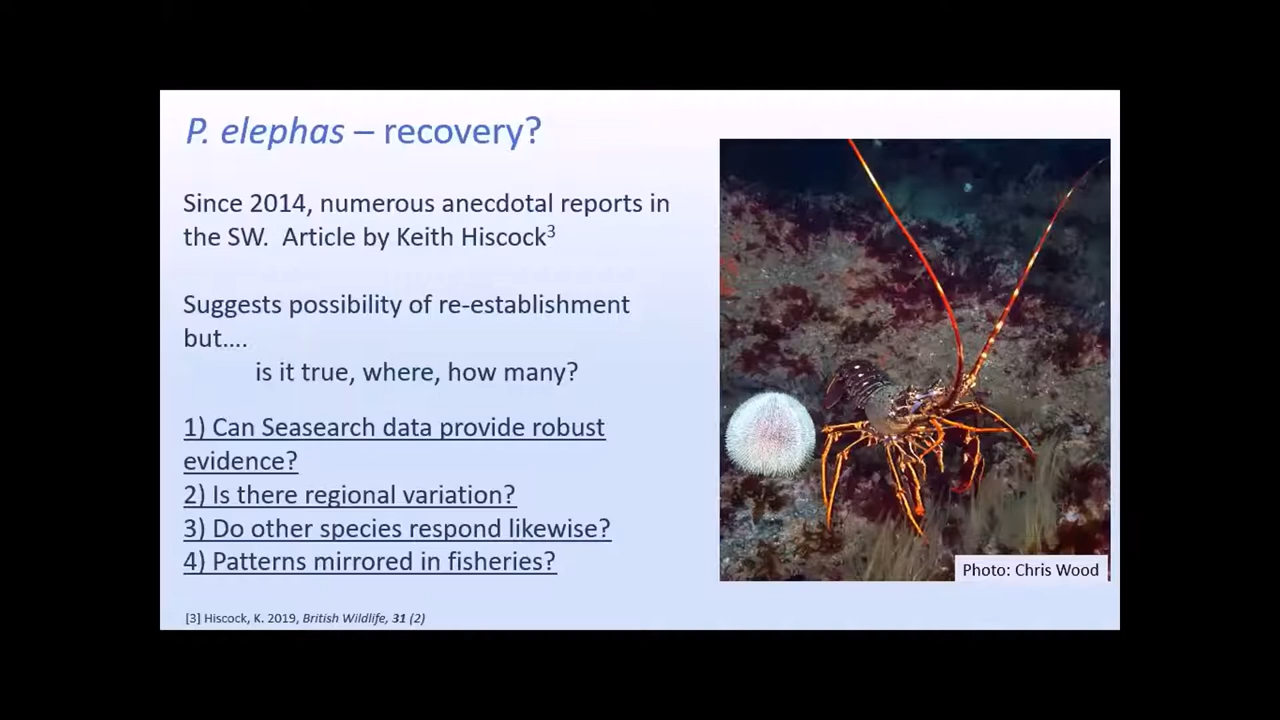 P. elephas – recovery?
Since 2014, numerous anecdotal reports in
the SW.  Article by Keith Hiscock3
Suggests possibility of re-establishment
but....
is it true, where, how many?
1) Can Seasearch data provide robust
evidence?
2) Is there regional variation?
3) Do other species respond likewise?
4) Patterns mirrored in fisheries?
Photo: Chris Wood
[3] Hiscock, K. 2019, British Wildlife, 31 (2)